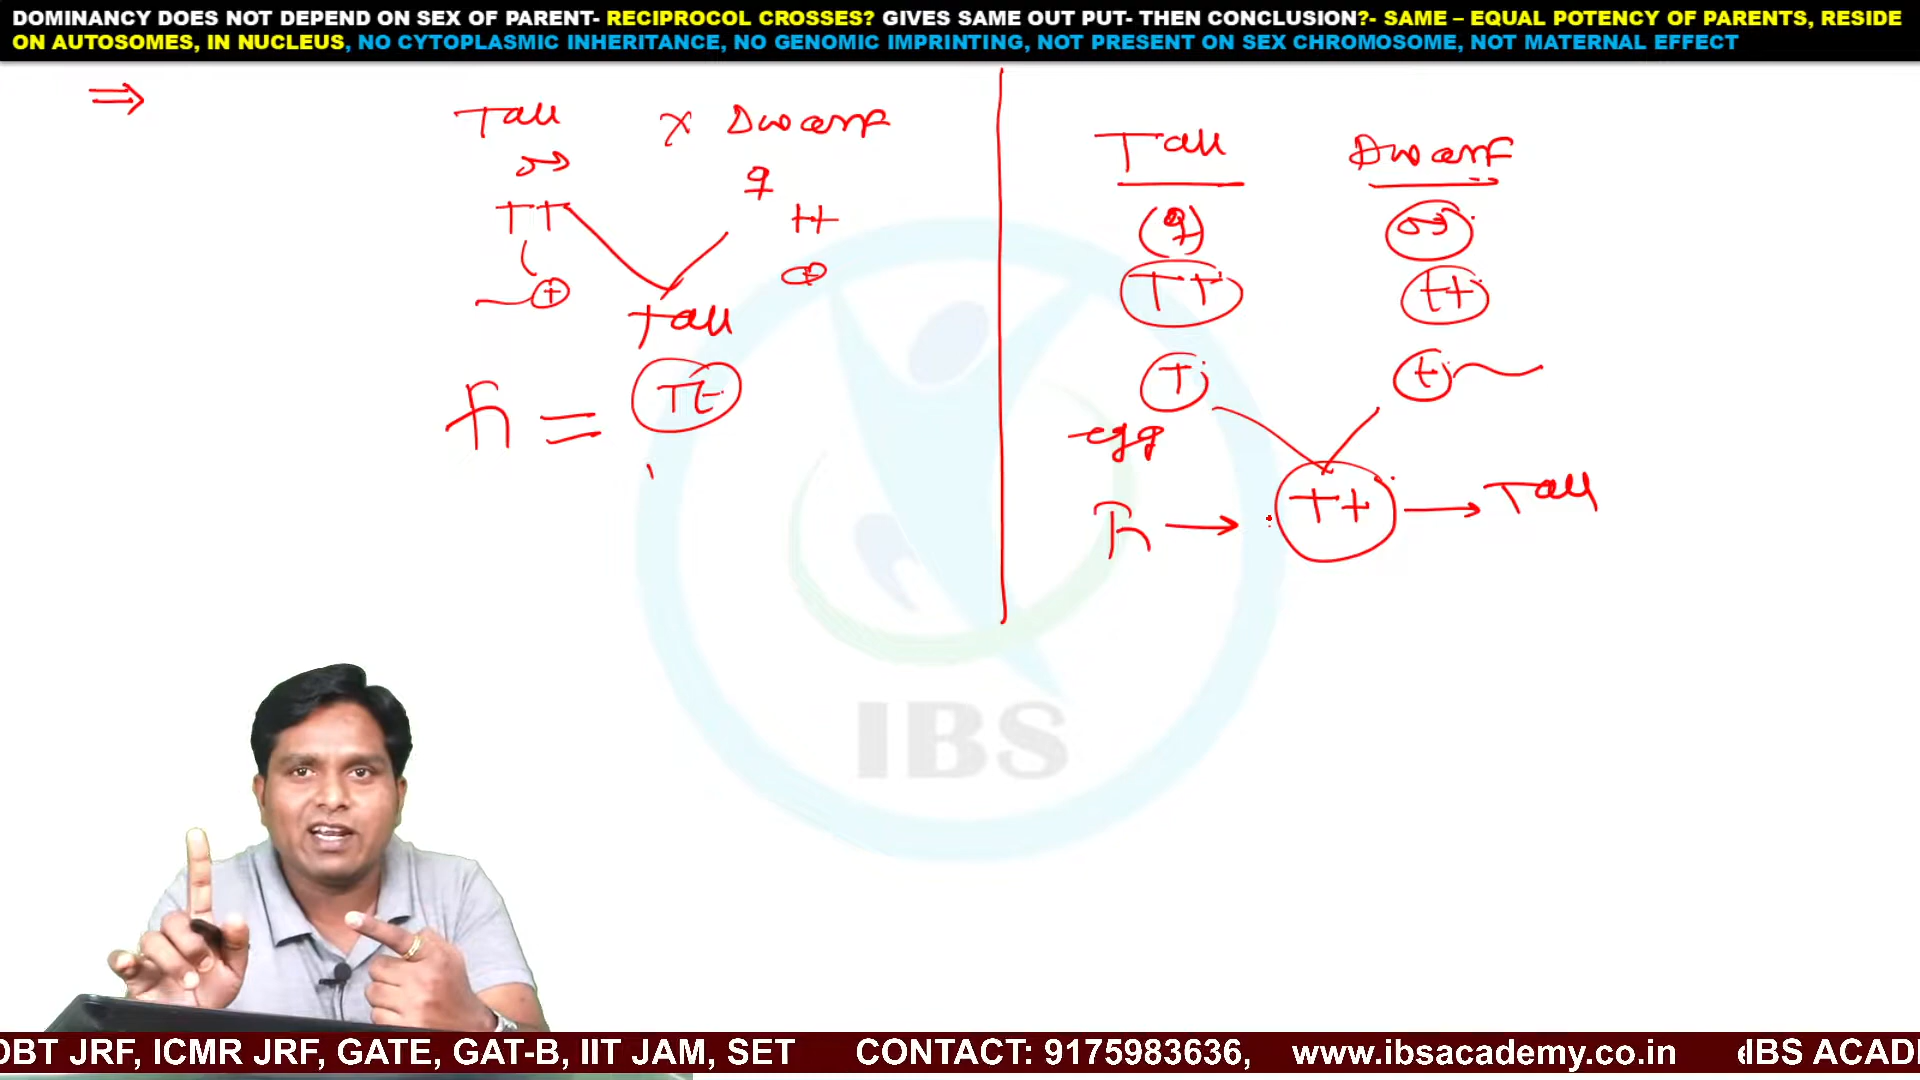 DOMINANCY DOES NOT DEPEND ON SEX OF PARENT- RECIPROCOL CROSSES? GIVES SAME OUT PUT- THEN CONCLUSION?- SAME – EQUAL POTENCY OF PARENTS, RESIDE
ON AUTOSOMES, IN NUCLEUS, NO CYTOPLASMIC INHERITANCE, NO GENOMIC IMPRINTING, NOT PRESENT ON SEX CHROMOSOME, NOT MATERNAL EFFECT
⇒
Tall x Dwarf
♂ ♀
TT tt
t
Tall
F1 = Tt
Tall Dwarf
♀ ♂
TT tt
T t
egg
F1 → Tt → Tall
IBS
DBT JRF, ICMR JRF, GATE, GAT-B, IIT JAM, SET CONTACT: 9175983636, www.ibsacademy.co.in IBS ACAD